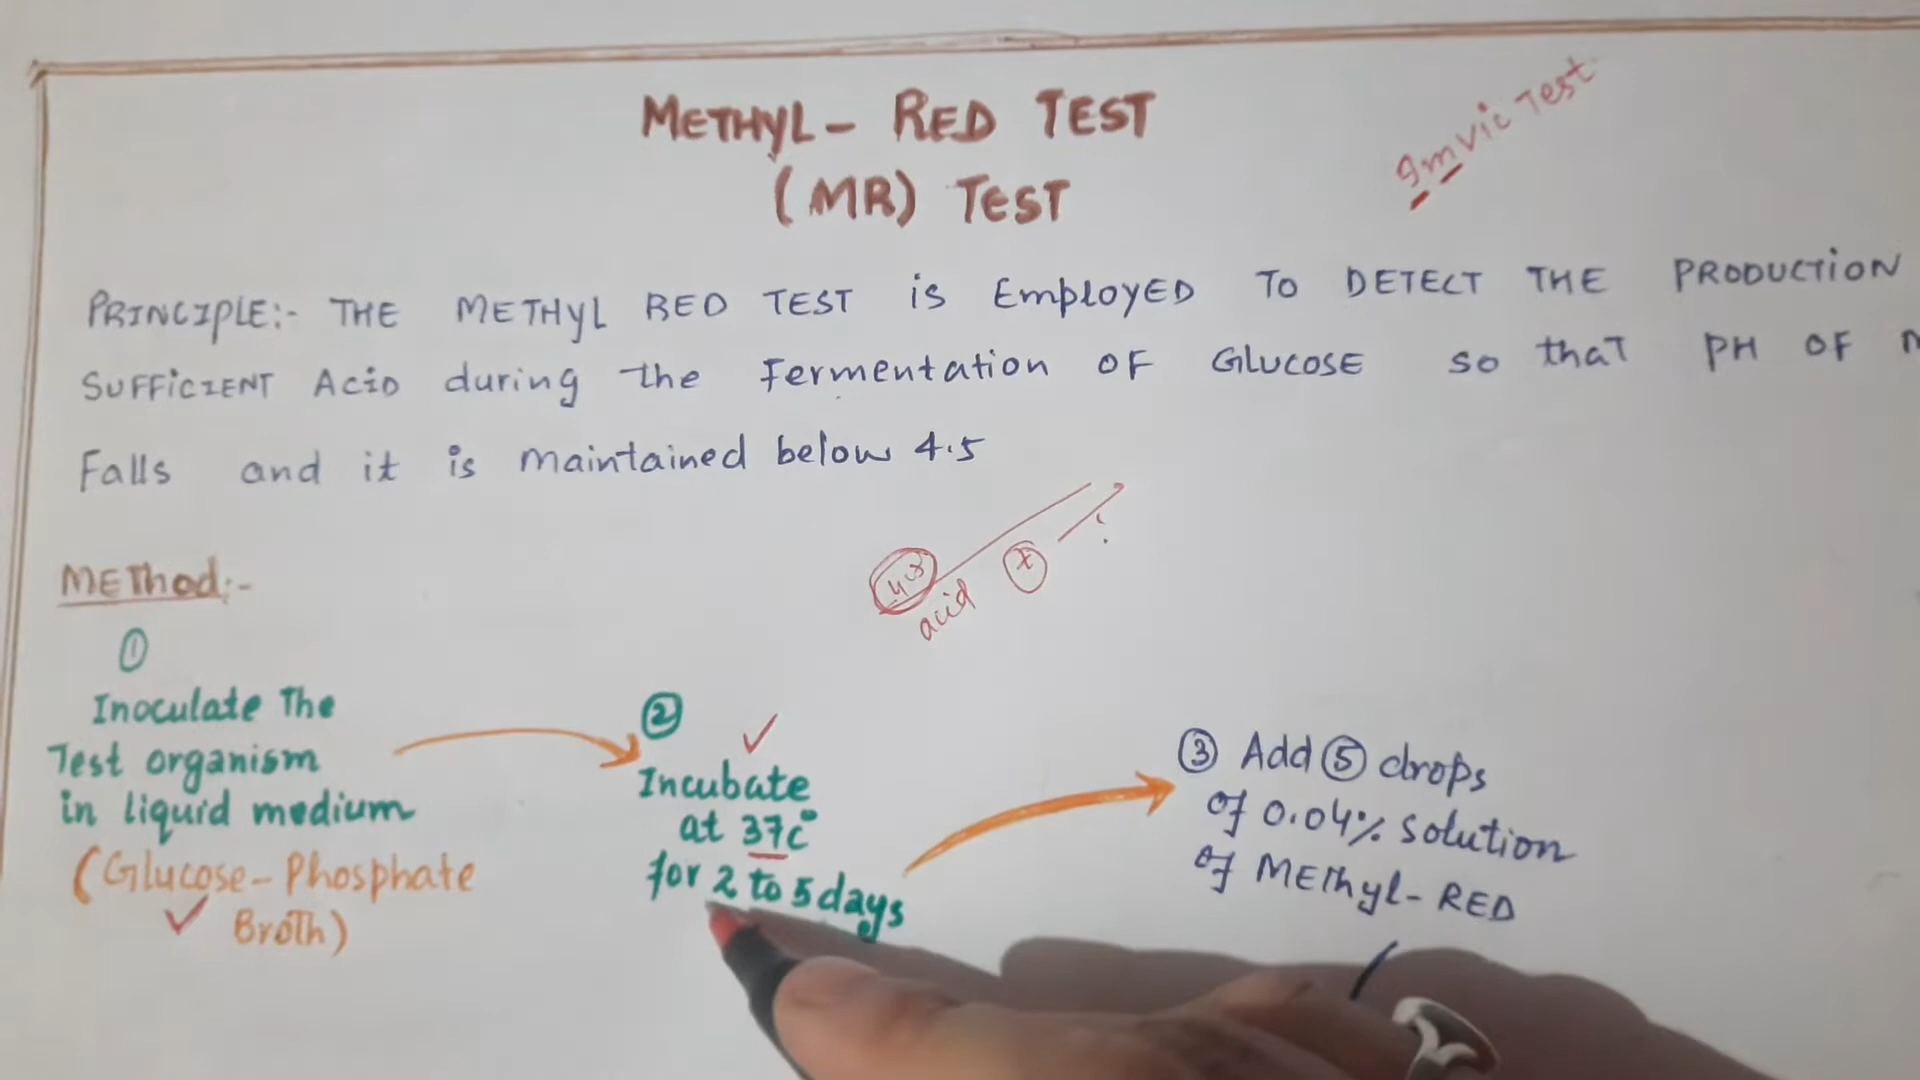 METHYL- RED TEST
(MR) TEST
ImVic Test
PRINCIPLE:- THE METHYL RED TEST is EmployED To DETECT THE PRODUCTION
SUFFICIENT Acid during the Fermentation OF Glucose so that PH OF
Falls and it is maintained below 4.5
acid
METhod:-
①
Inoculate The
Test organism
in liquid medium
(Glucose-Phosphate
✓ BroTh)
② ✓
Incubate
at 37c°
for 2 to 5 days
③ Add ⑤ drops
of 0.04% solution
of METhyl-RED